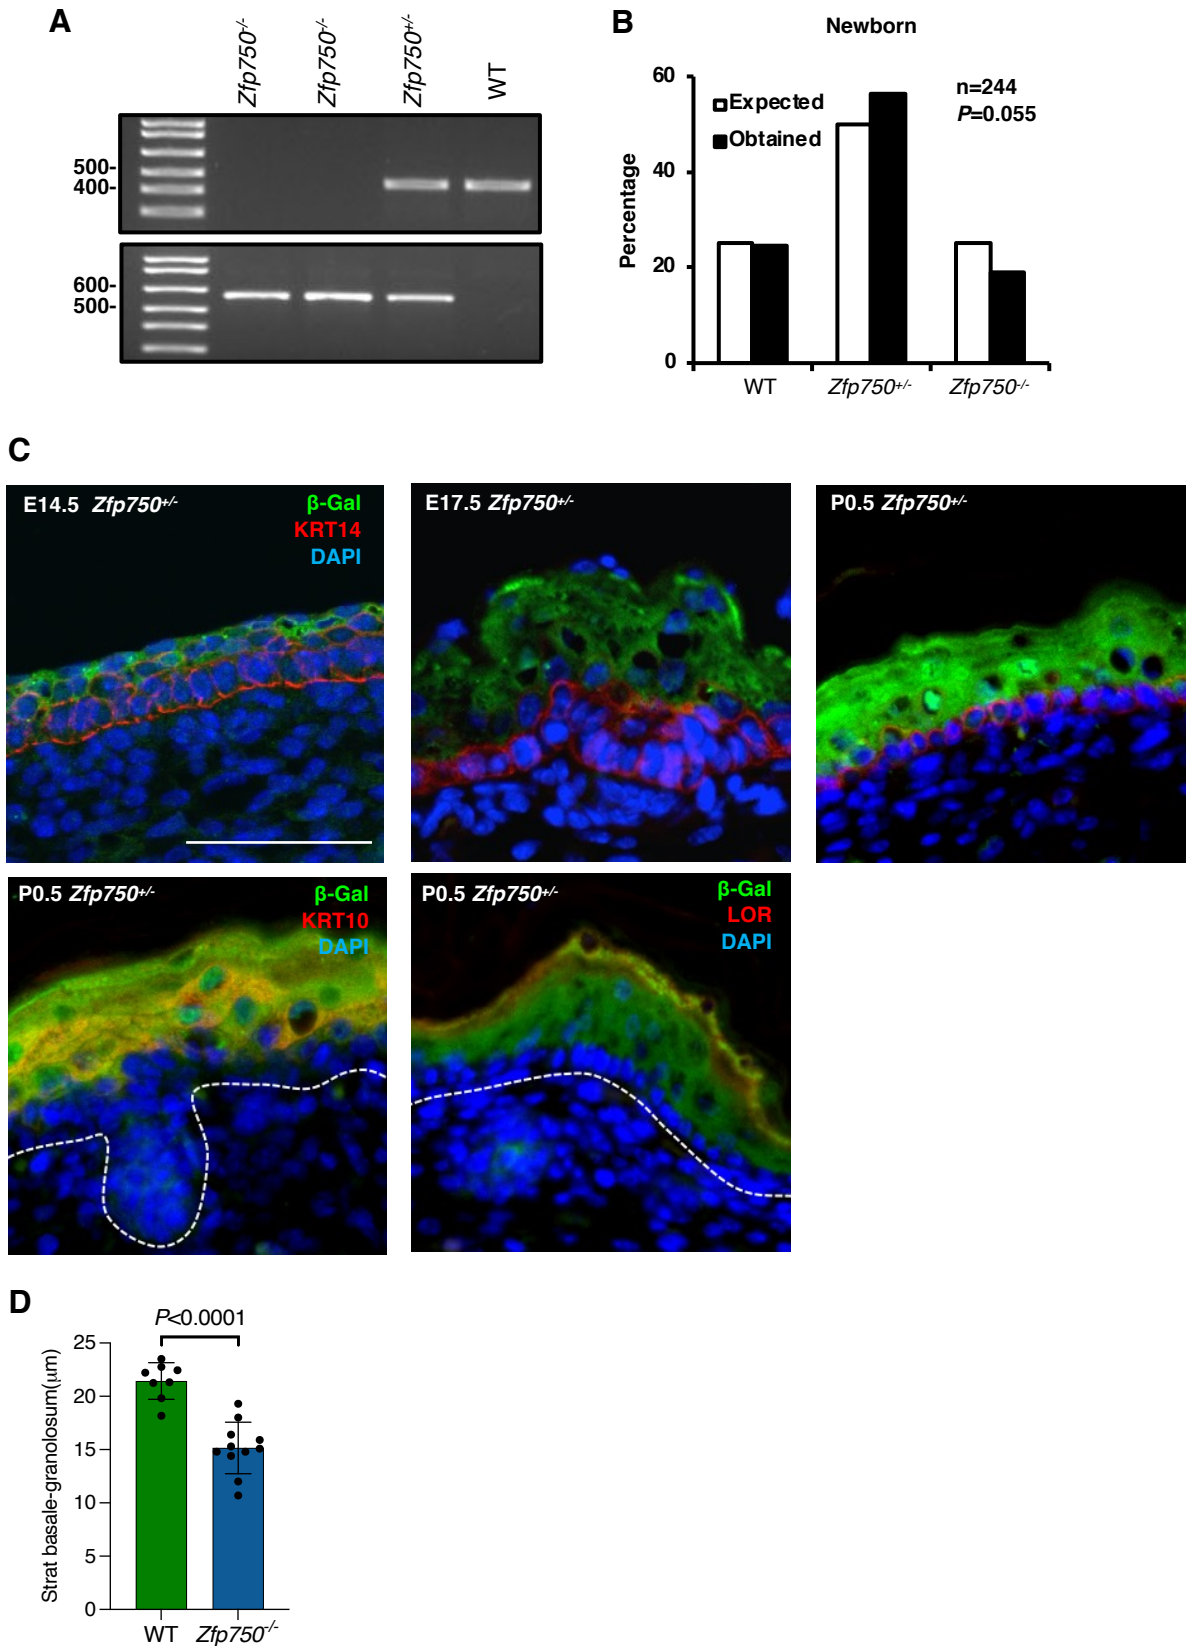 A
Zfp750-/-
Zfp750-/-
Zfp750+/-
WT
500-
400-
600-
500-
B
Newborn
Percentage
60
40
20
0
Expected
Obtained
n=244
P=0.055
WT
Zfp750+/-
Zfp750-/-
C
E14.5 Zfp750+/-
β-Gal
KRT14
DAPI
E17.5 Zfp750+/-
P0.5 Zfp750+/-
P0.5 Zfp750+/-
β-Gal
KRT10
DAPI
P0.5 Zfp750+/-
β-Gal
LOR
DAPI
D
P<0.0001
Strat basale-granolosum(μm)
25
20
15
10
5
0
WT
Zfp750-/-